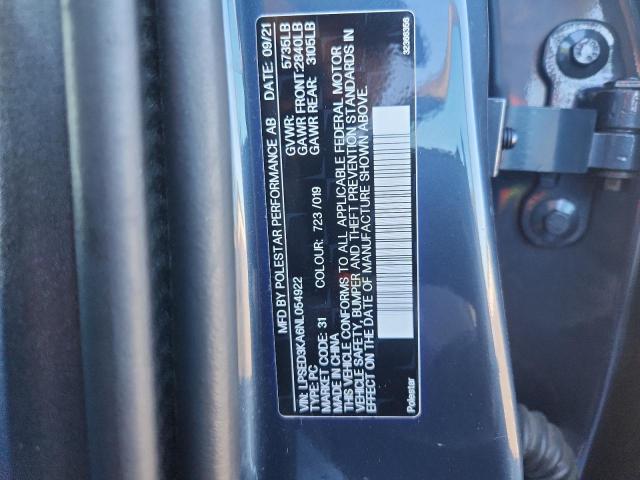 MFD BY POLESTAR PERFORMANCE AB DATE: 09/21
GVWR: 5735LB
GAWR FRONT:2840LB
VIN: LPSED3KA6NL054922 GAWR REAR: 3105LB
TYPE: PC
MARKET CODE: 31 COLOUR: 723 /019
MADE IN CHINA
THIS VEHICLE CONFORMS TO ALL APPLICABLE FEDERAL MOTOR
VEHICLE SAFETY, BUMPER AND THEFT PREVENTION STANDARDS IN
EFFECT ON THE DATE OF MANUFACTURE SHOWN ABOVE.
Polestar 32366356